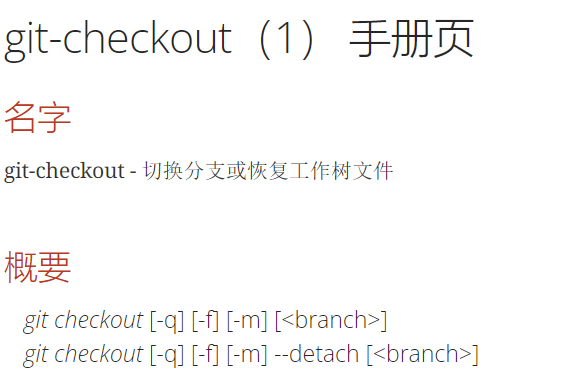 git-checkout（1） 手册页
名字
git-checkout - 切换分支或恢复工作树文件
概要
git checkout [-q] [-f] [-m] [<branch>]
git checkout [-q] [-f] [-m] --detach [<branch>]